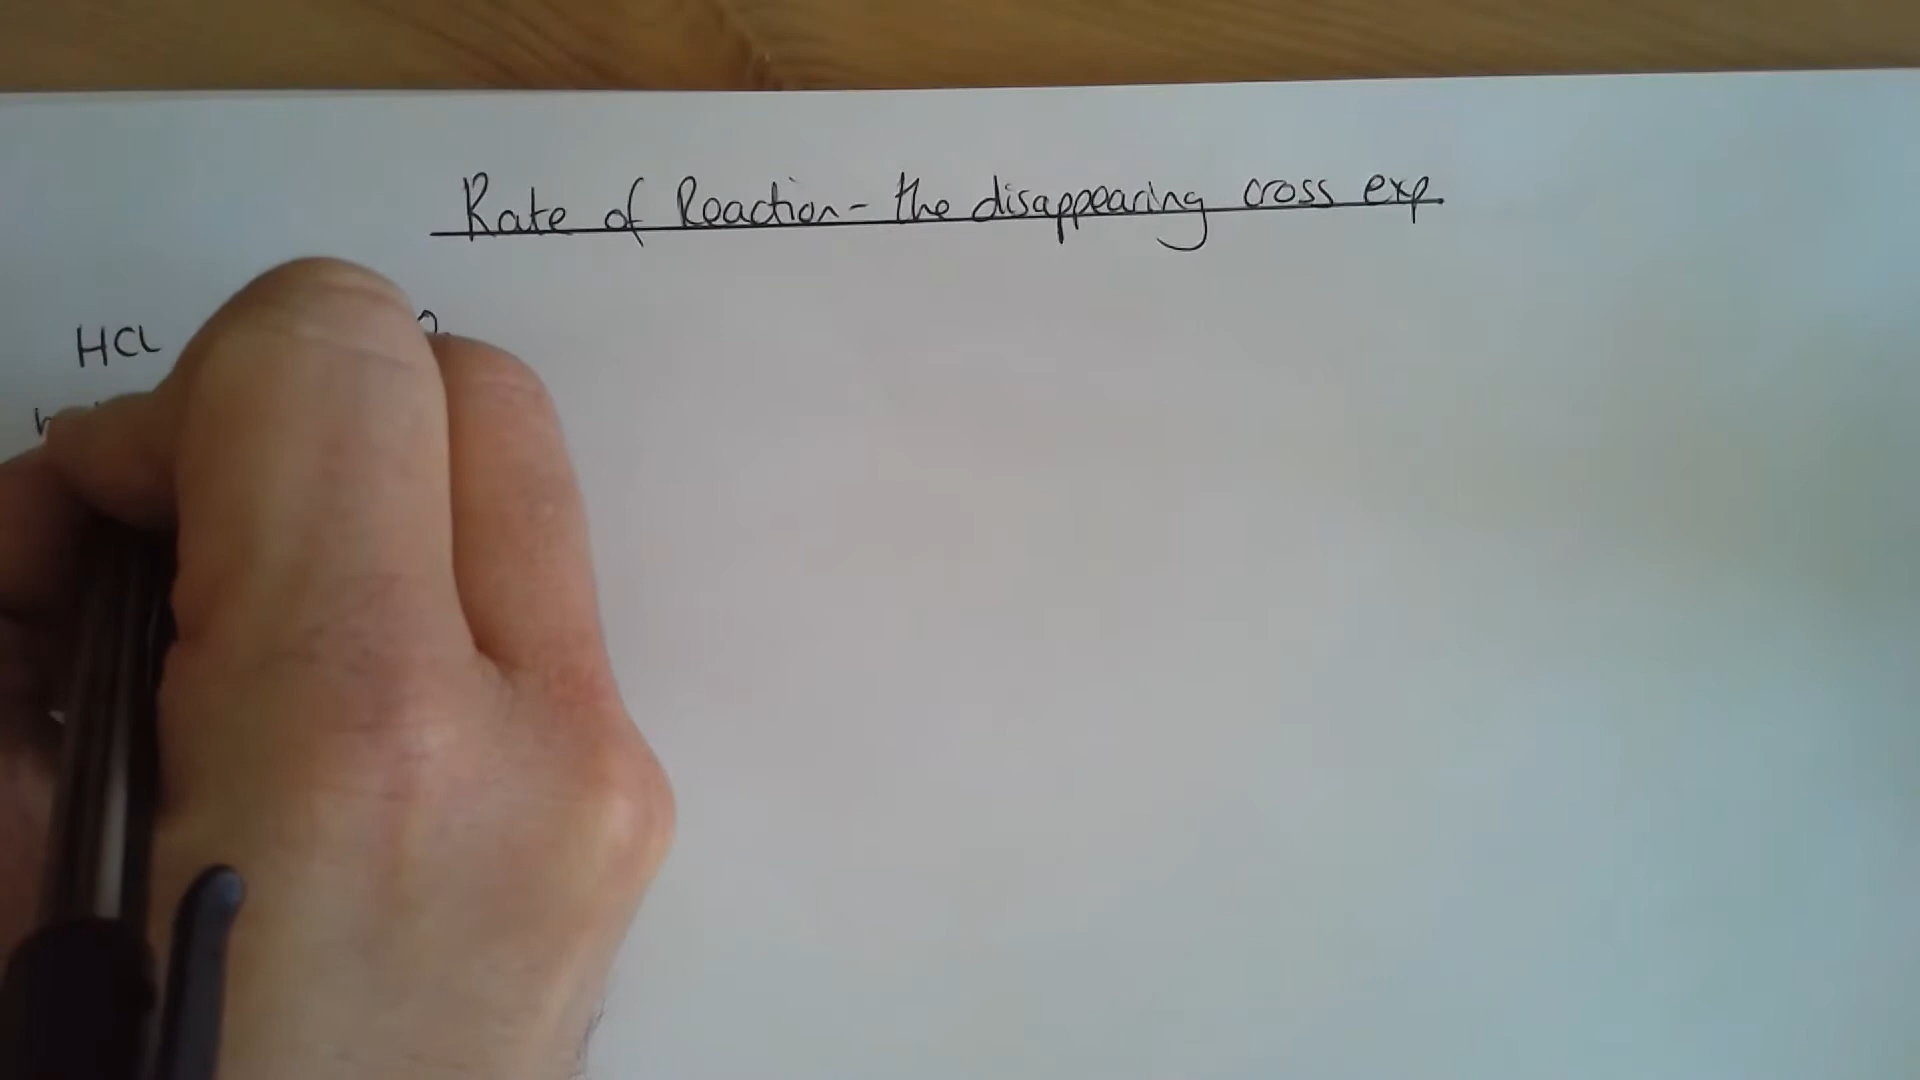 Rate of Reaction - the disappearing cross exp.
HCl